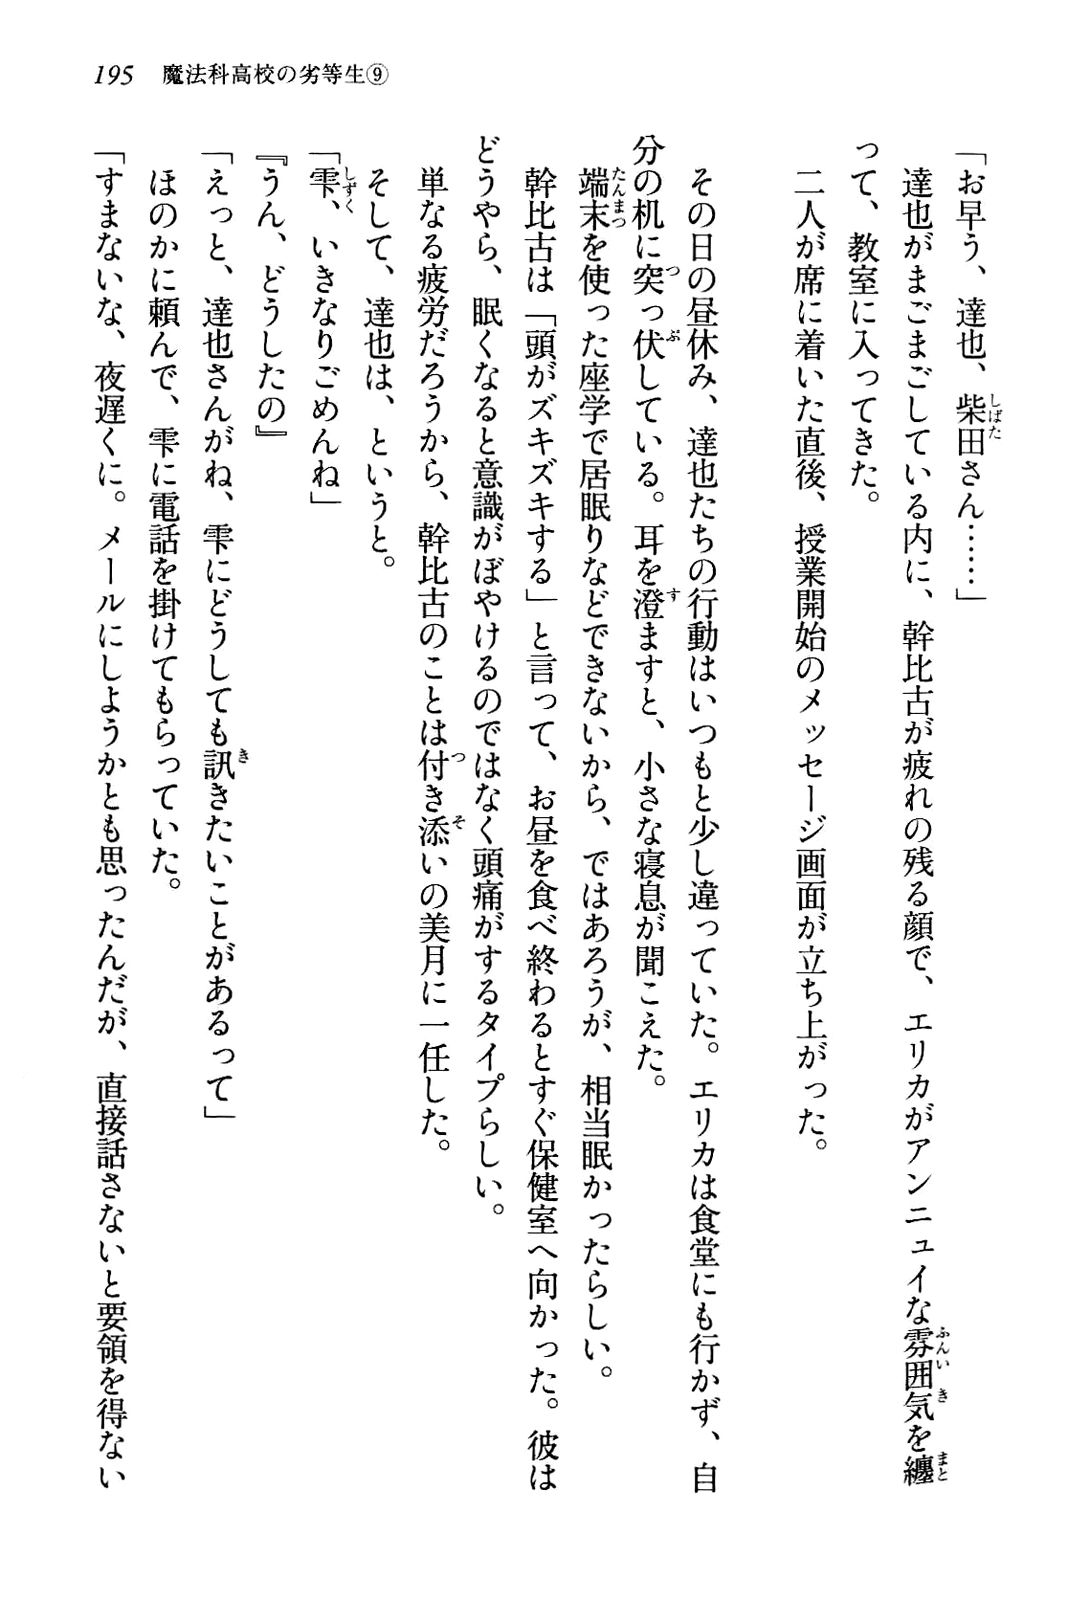 195　魔法科高校の劣等生⑨
「お早う、達也、柴田さん……」
　達也がまごまごしている内に、幹比古が疲れの残る顔で、エリカがアンニュイな雰囲気を纏
って、教室に入ってきた。
　二人が席に着いた直後、授業開始のメッセージ画面が立ち上がった。
　その日の昼休み、達也たちの行動はいつもと少し違っていた。エリカは食堂にも行かず、自
分の机に突っ伏している。耳を澄ますと、小さな寝息が聞こえた。
　端末を使った座学で居眠りなどできないから、ではあろうが、相当眠かったらしい。
　幹比古は「頭がズキズキする」と言って、お昼を食べ終わるとすぐ保健室へ向かった。彼は
どうやら、眠くなると意識がぼやけるのではなく頭痛がするタイプらしい。
　単なる疲労だろうから、幹比古のことは付き添いの美月に一任した。
　そして、達也は、というと。
「雫、いきなりごめんね」
『うん、どうしたの』
「えっと、達也さんがね、雫にどうしても訊きたいことがあるって」
　ほのかに頼んで、雫に電話を掛けてもらっていた。
「すまないな、夜遅くに。メールにしようかとも思ったんだが、直接話さないと要領を得ない